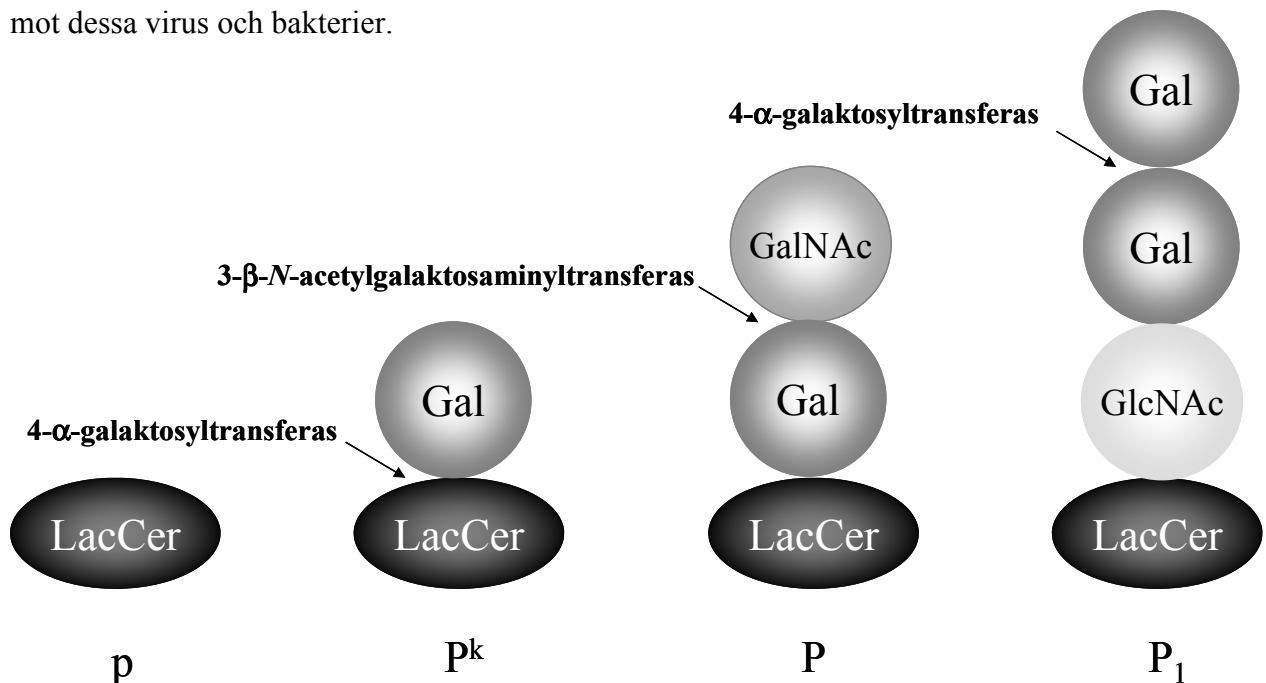 mot dessa virus och bakterier.
Gal
4-α-galaktosyltransferas
GalNAc
Gal
3-β-N-acetylgalaktosaminyltransferas
Gal
Gal
GlcNAc
4-α-galaktosyltransferas
LacCer
LacCer
LacCer
LacCer
p
Pᵏ
P
P₁